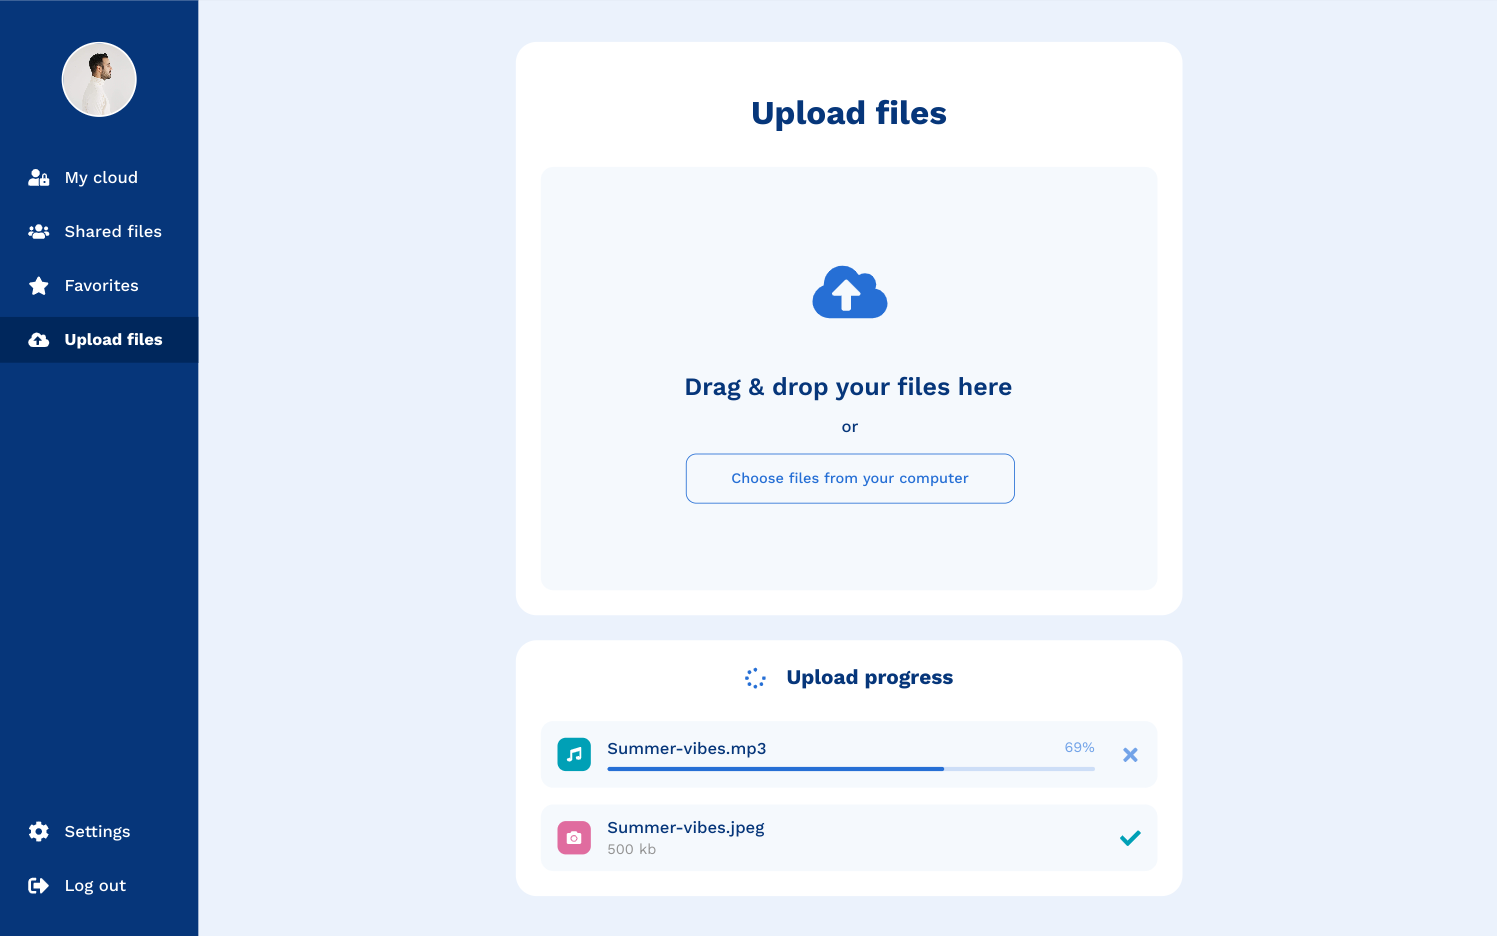 My cloud
Shared files
Favorites
Upload files
Settings
Log out
Upload files
Drag & drop your files here
or
Choose files from your computer
Upload progress
Summer-vibes.mp3
69%
Summer-vibes.jpeg
500 kb